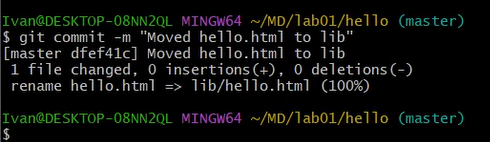 Ivan@DESKTOP-08NN2QL MINGW64 ~/MD/lab01/hello (master)
$ git commit -m "Moved hello.html to lib"
[master dfef41c] Moved hello.html to lib
 1 file changed, 0 insertions(+), 0 deletions(-)
 rename hello.html => lib/hello.html (100%)

Ivan@DESKTOP-08NN2QL MINGW64 ~/MD/lab01/hello (master)
$